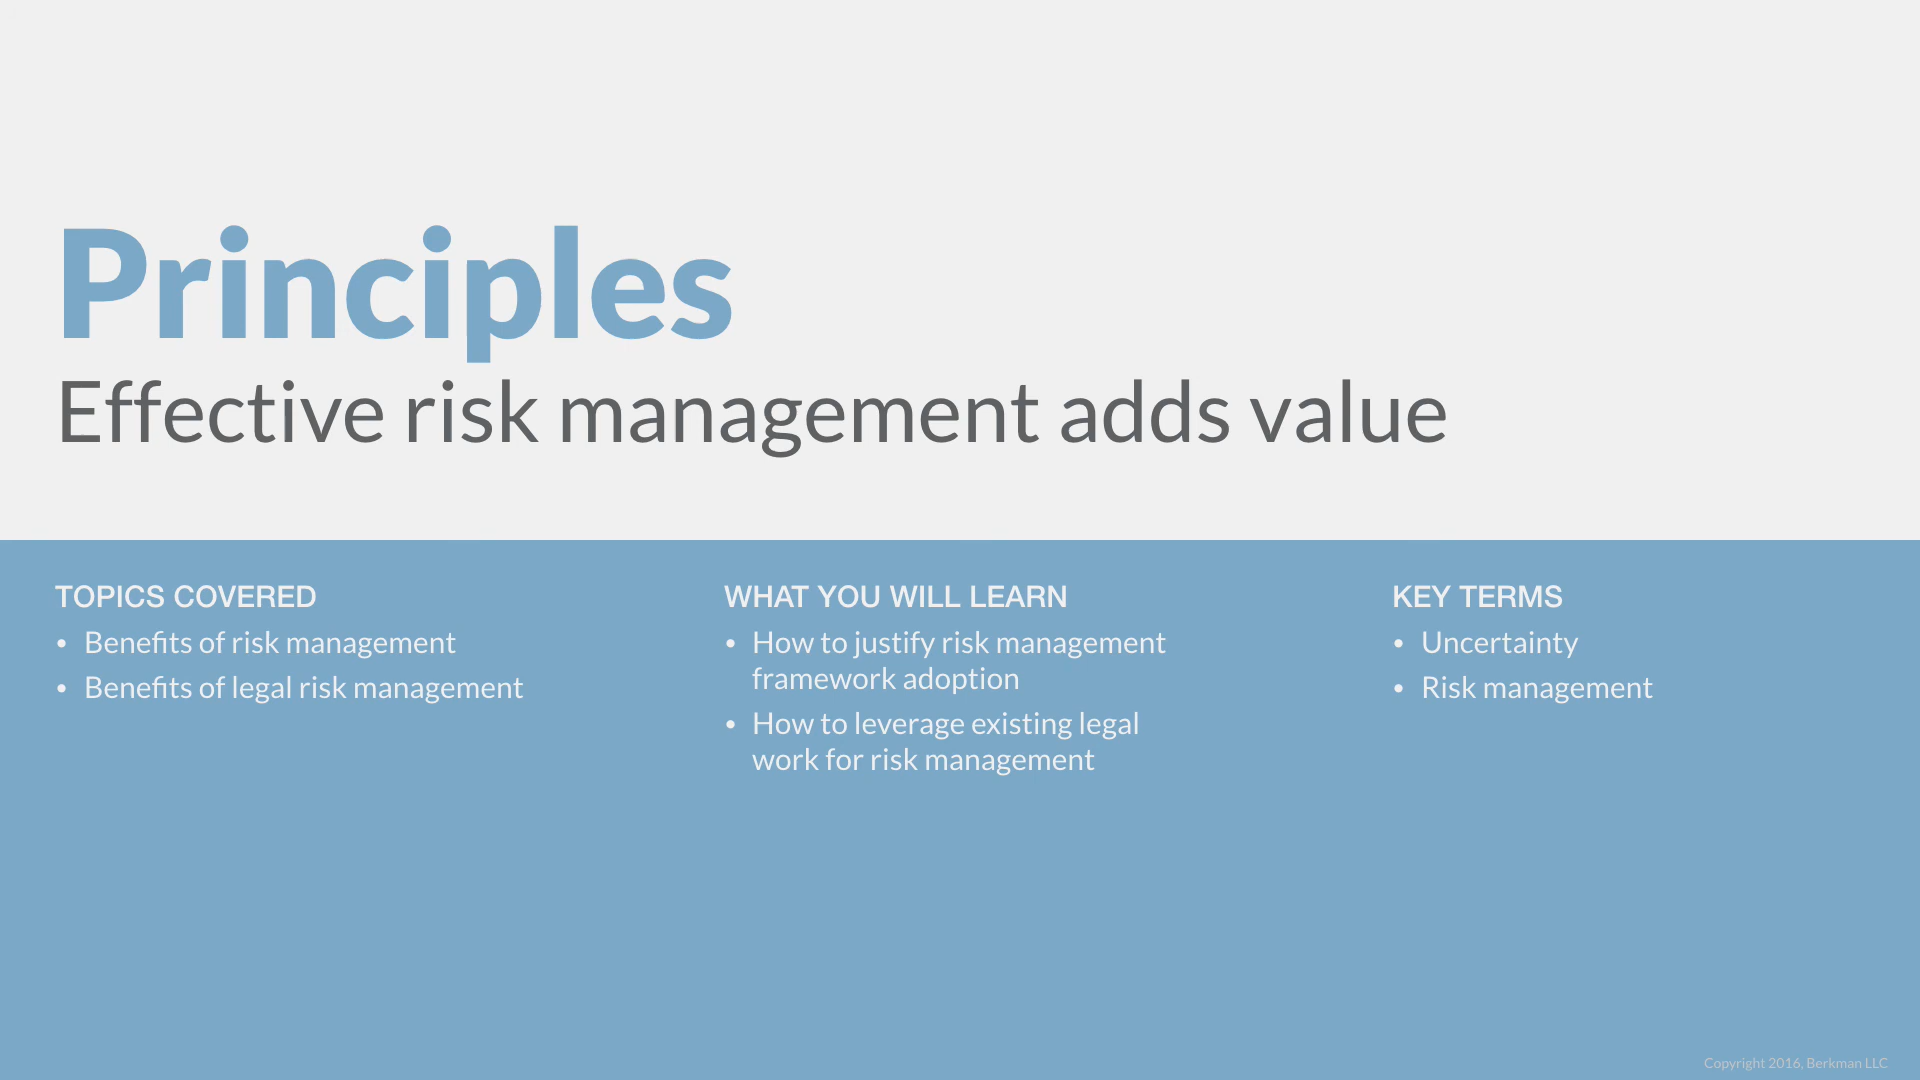 Principles
Effective risk management adds value
TOPICS COVERED
• Benefits of risk management
• Benefits of legal risk management
WHAT YOU WILL LEARN
• How to justify risk management
framework adoption
• How to leverage existing legal
work for risk management
KEY TERMS
• Uncertainty
• Risk management
Copyright 2016, Berkman LLC